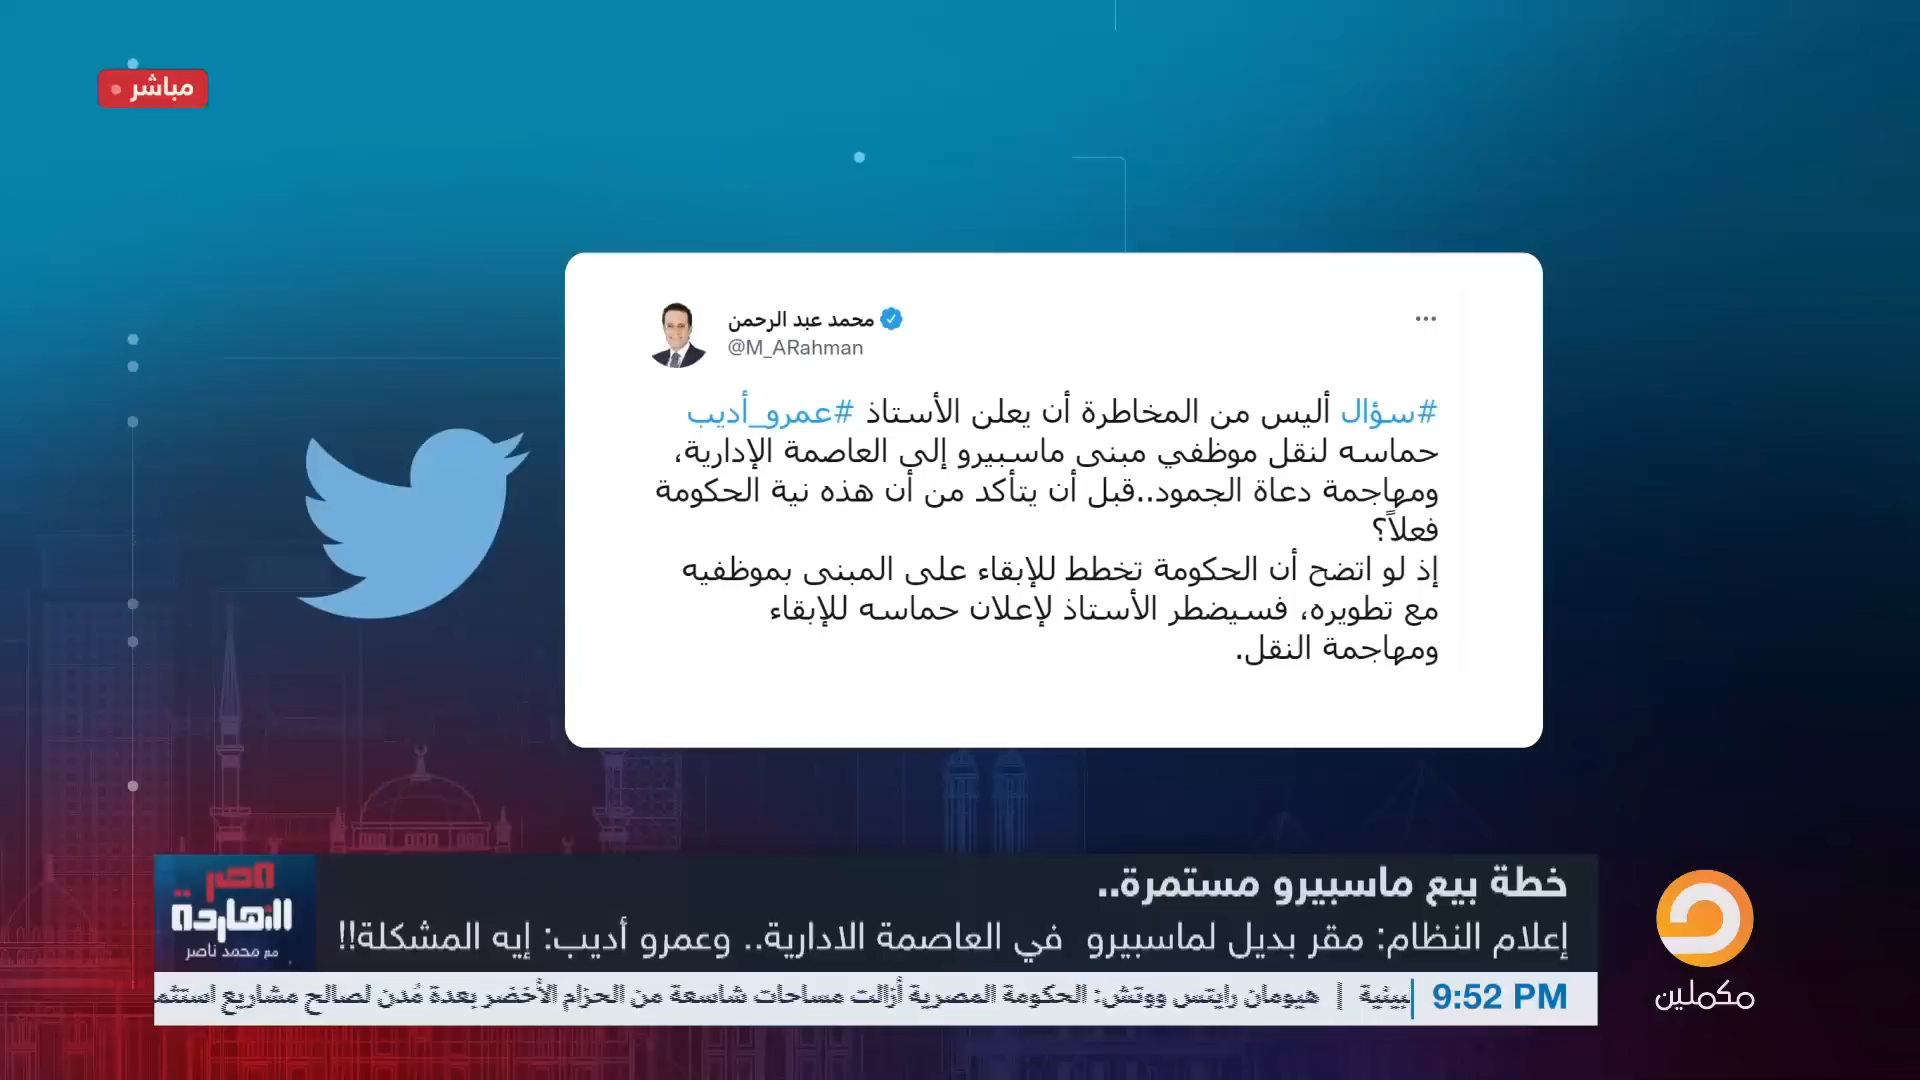 مباشر
محمد عبد الرحمن
@M_ARahman
#سؤال أليس من المخاطرة أن يعلن الأستاذ #عمرو_أديب
حماسه لنقل موظفي مبنى ماسبيرو إلى العاصمة الإدارية،
ومهاجمة دعاة الجمود..قبل أن يتأكد من أن هذه نية الحكومة
فعلاً؟
إذ لو اتضح أن الحكومة تخطط للإبقاء على المبنى بموظفيه
مع تطويره، فسيضطر الأستاذ لإعلان حماسه للإبقاء
ومهاجمة النقل.
خطة بيع ماسبيرو مستمرة..
إعلام النظام: مقر بديل لماسبيرو في العاصمة الادارية.. وعمرو أديب: إيه المشكلة!!
مصر
النهاردة
مع محمد ناصر
9:52 PM
هيومان رايتس ووتش: الحكومة المصرية أزالت مساحات شاسعة من الحزام الأخضر بعدة مُدن لصالح مشاريع
مكملين